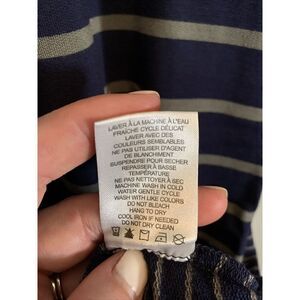 LAVER À LA MACHINE À L'EAU
FRAICHE CYCLE DÉLICAT
LAVER AVEC DES
COULEURS SEMBLABLES
NE PAS UTILISER D'AGENT
DE BLANCHIMENT
SUSPENDRE POUR SÉCHER
REPASSER À BASSE
TEMPÉRATURE
NE PAS NETTOYER À SEC
MACHINE WASH IN COLD
WATER GENTLE CYCLE
WASH WITH LIKE COLORS
DO NOT BLEACH
HANG TO DRY
COOL IRON IF NEEDED
DO NOT DRY CLEAN